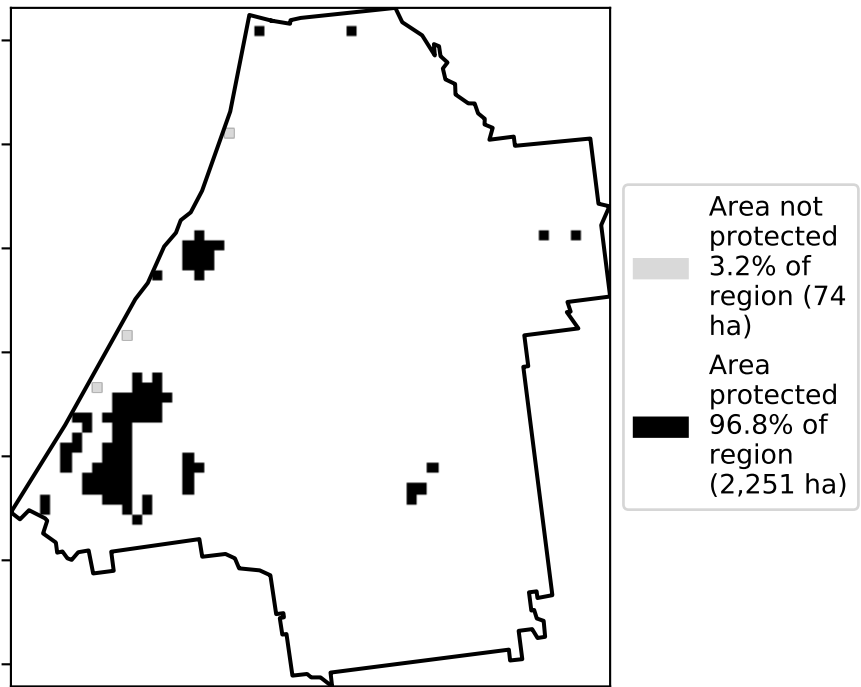 Area not
protected
3.2% of
region (74
ha)
Area
protected
96.8% of
region
(2,251 ha)